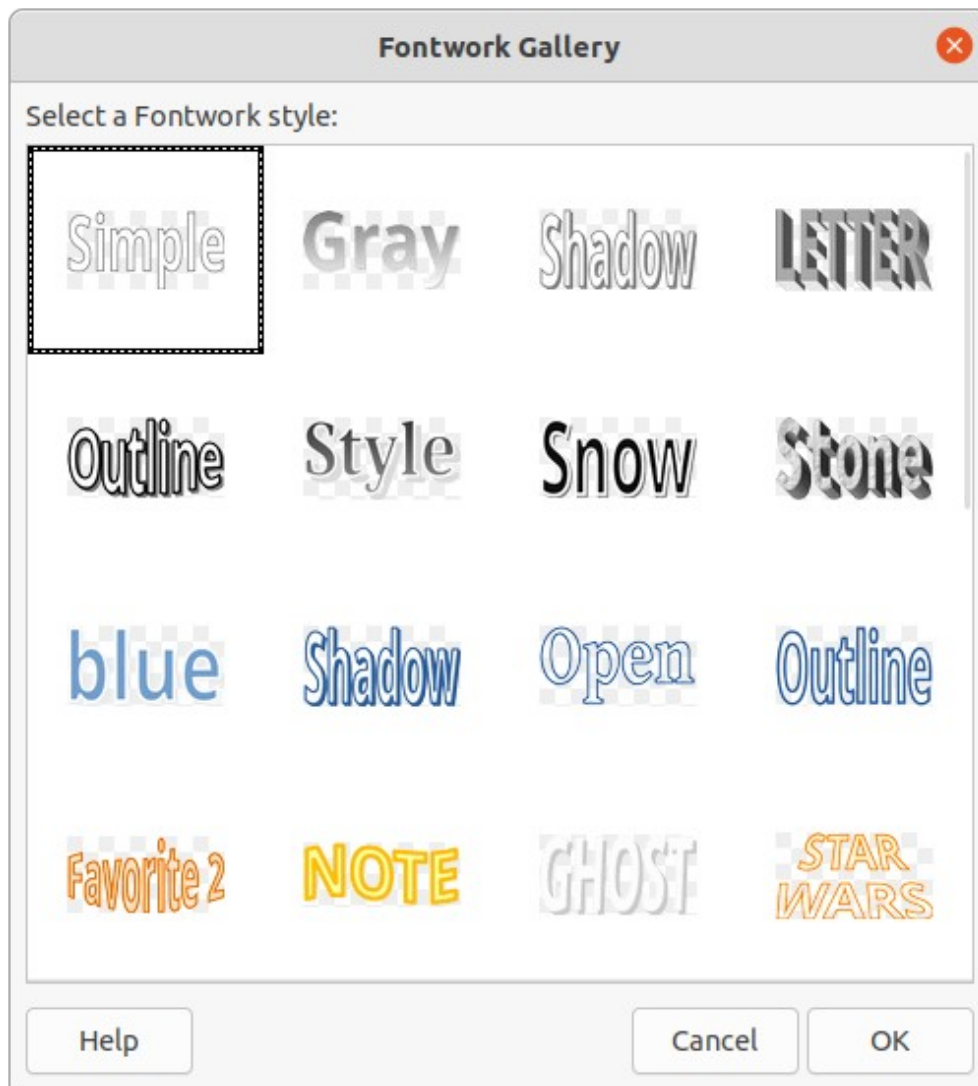 Fontwork Gallery
Select a Fontwork style:
Simple Gray Shadow LETTER
Outline Style Snow Stone
blue Shadow Open Outline
Favorite 2 NOTE GHOST STAR WARS
Help Cancel OK